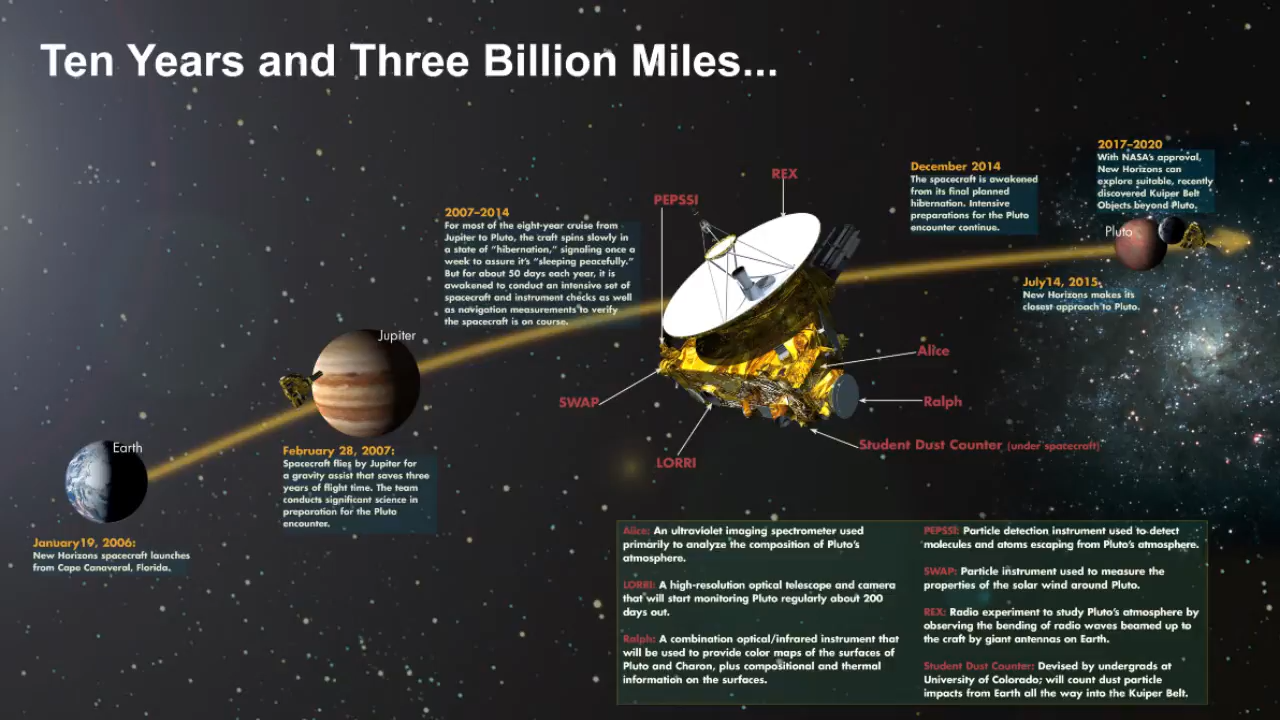 Ten Years and Three Billion Miles...
Earth
January19, 2006:
New Horizons spacecraft launches
from Cape Canaveral, Florida.
Jupiter
February 28, 2007:
Spacecraft flies by Jupiter for
a gravity assist that saves three
years of flight time. The team
conducts significant science in
preparation for the Pluto
encounter.
2007–2014
For most of the eight-year cruise from
Jupiter to Pluto, the craft spins slowly in
a state of “hibernation,” signaling once a
week to assure it’s “sleeping peacefully.”
But for about 50 days each year, it is
awakened to conduct an intensive set of
spacecraft and instrument checks as well
as navigation measurements to verify
the spacecraft is on course.
PEPSSI
REX
SWAP
LORRI
Alice
Ralph
Student Dust Counter (under spacecraft)
December 2014
The spacecraft is awakened
from its final planned
hibernation. Intensive
preparations for the Pluto
encounter continue.
2017–2020
With NASA’s approval,
New Horizons can
explore suitable, recently
discovered Kuiper Belt
Objects beyond Pluto.
Pluto
July14, 2015:
New Horizons makes its
closest approach to Pluto.
Alice: An ultraviolet imaging spectrometer used
primarily to analyze the composition of Pluto’s
atmosphere.
LORRI: A high-resolution optical telescope and camera
that will start monitoring Pluto regularly about 200
days out.
Ralph: A combination optical/infrared instrument that
will be used to provide color maps of the surfaces of
Pluto and Charon, plus compositional and thermal
information on the surfaces.
PEPSSI: Particle detection instrument used to detect
molecules and atoms escaping from Pluto’s atmosphere.
SWAP: Particle instrument used to measure the
properties of the solar wind around Pluto.
REX: Radio experiment to study Pluto’s atmosphere by
observing the bending of radio waves beamed up to
the craft by giant antennas on Earth.
Student Dust Counter: Devised by undergrads at
University of Colorado; will count dust particle
impacts from Earth all the way into the Kuiper Belt.